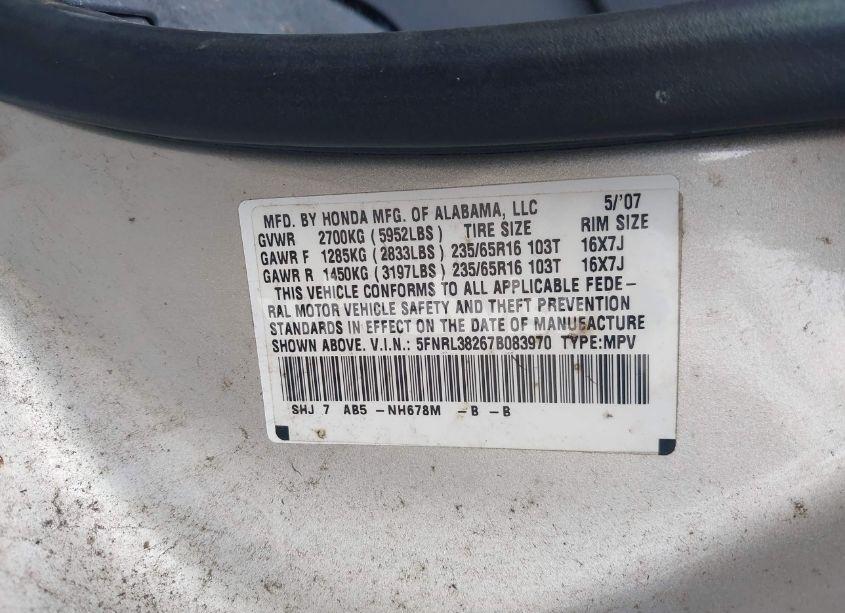 MFD. BY HONDA MFG. OF ALABAMA, LLC 5/'07
GVWR 2700KG (5952LBS) TIRE SIZE RIM SIZE
GAWR F 1285KG (2833LBS) 235/65R16 103T 16X7J
GAWR R 1450KG (3197LBS) 235/65R16 103T 16X7J
THIS VEHICLE CONFORMS TO ALL APPLICABLE FEDE-
RAL MOTOR VEHICLE SAFETY AND THEFT PREVENTION
STANDARDS IN EFFECT ON THE DATE OF MANUFACTURE
SHOWN ABOVE. V.I.N.: 5FNRL38267B083970 TYPE:MPV
SHJ 7 AB5 -NH678M -B -B